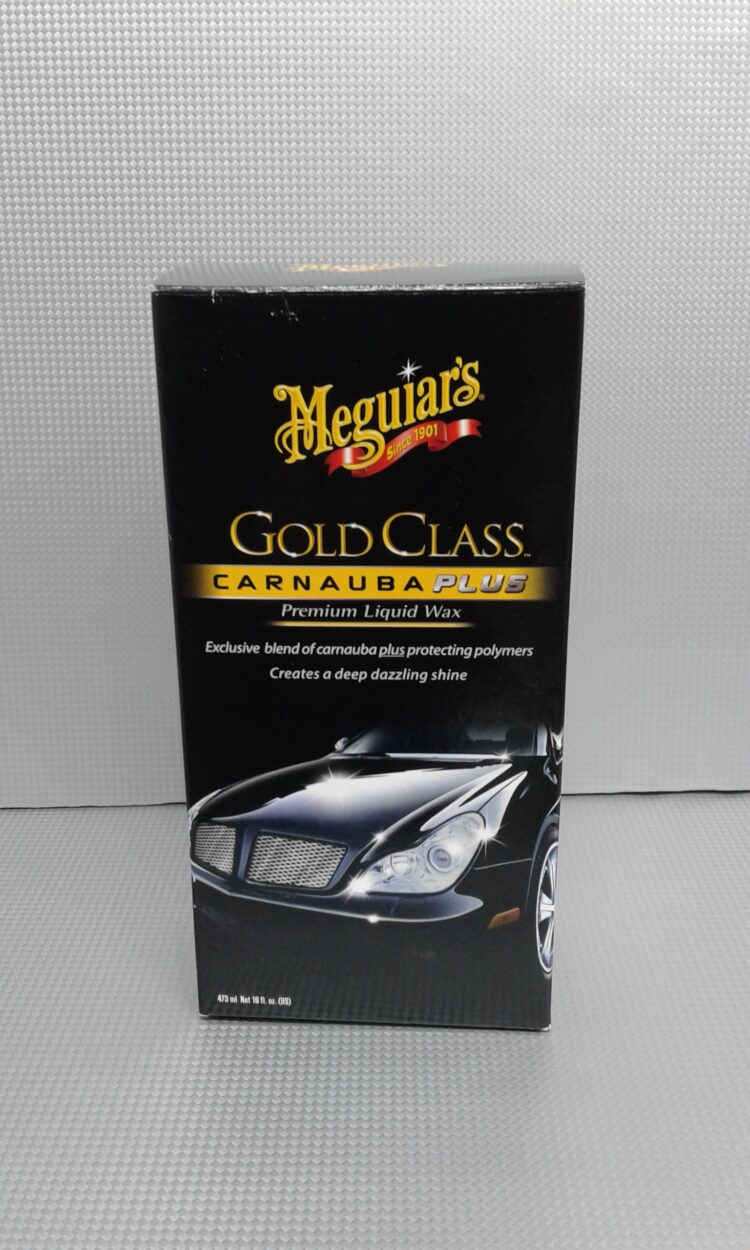 Meguiar's®
Since 1901
GOLD CLASS™
CARNAUBA PLUS
Premium Liquid Wax
Exclusive blend of carnauba plus protecting polymers
Creates a deep dazzling shine
473 ml Net 16 fl. oz. (US)